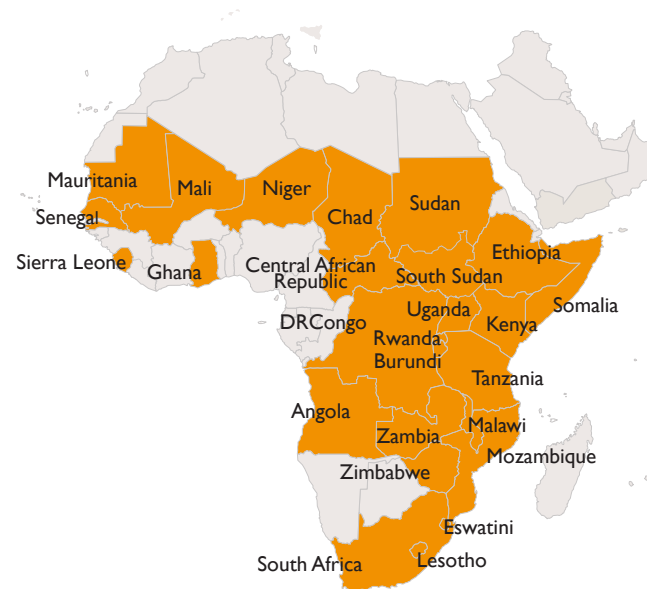 Mauritania
Mali
Niger
Chad
Sudan
Senegal
Ethiopia
Sierra Leone
Ghana
Central African
Republic
South Sudan
Somalia
Uganda
Kenya
DRCongo
Rwanda
Burundi
Tanzania
Angola
Malawi
Zambia
Mozambique
Zimbabwe
Eswatini
South Africa
Lesotho